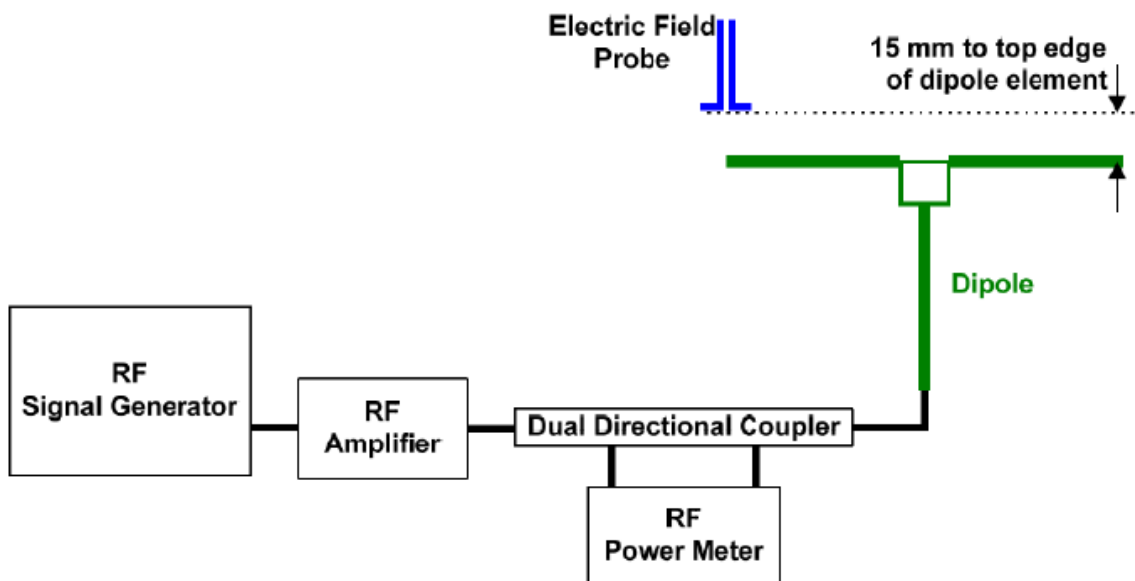 Electric Field
Probe
15 mm to top edge
of dipole element
Dipole
RF
Signal Generator
RF
Amplifier
Dual Directional Coupler
RF
Power Meter